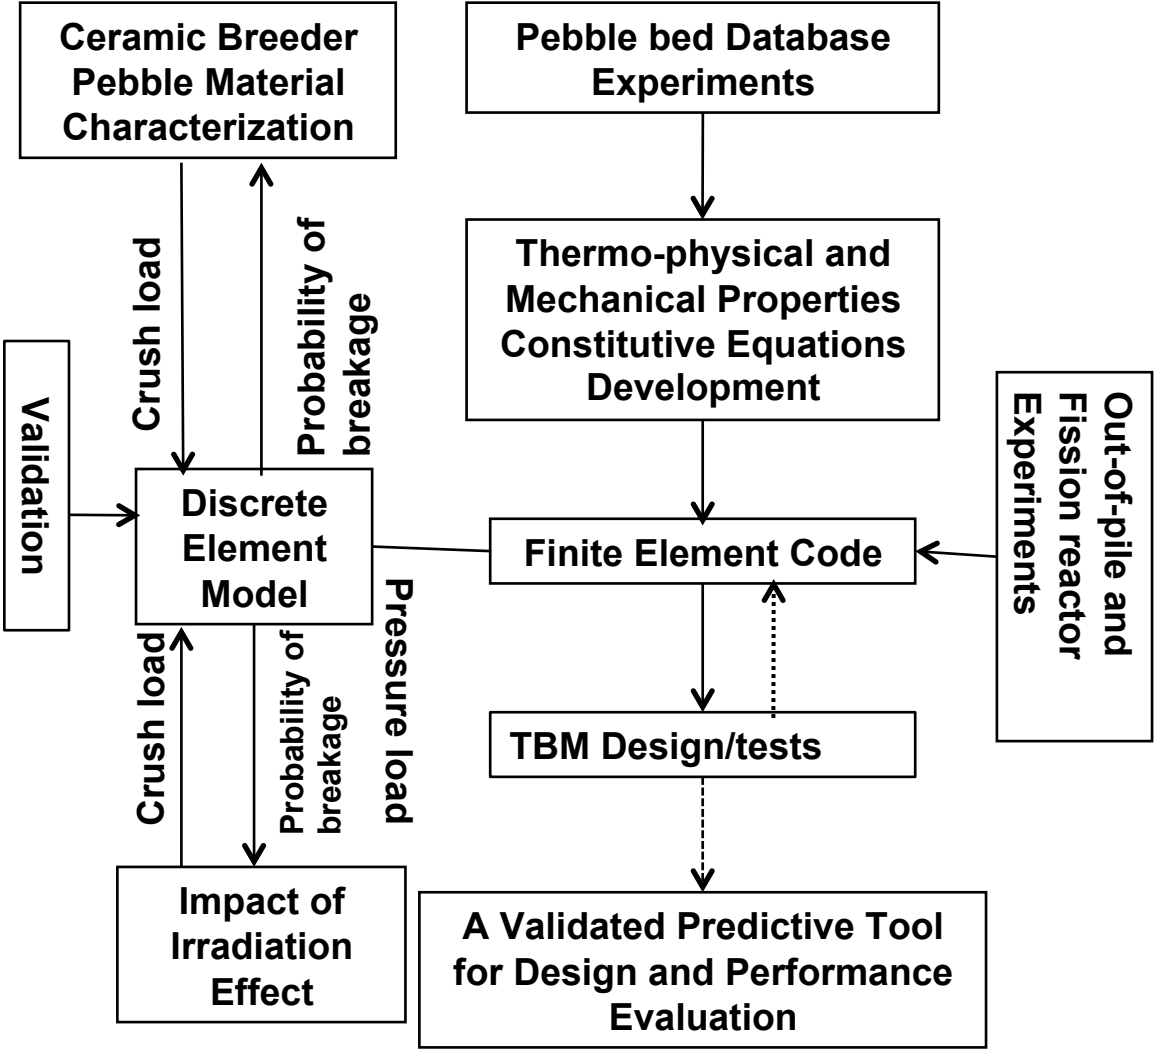 Ceramic Breeder
Pebble Material
Characterization
Pebble bed Database
Experiments
Crush load
Probability of
breakage
Thermo-physical and
Mechanical Properties
Constitutive Equations
Development
Validation
Discrete
Element
Model
Finite Element Code
Out-of-pile and
Fission reactor
Experiments
Crush load
Probability of
breakage
Pressure load
TBM Design/tests
Impact of
Irradiation
Effect
A Validated Predictive Tool
for Design and Performance
Evaluation